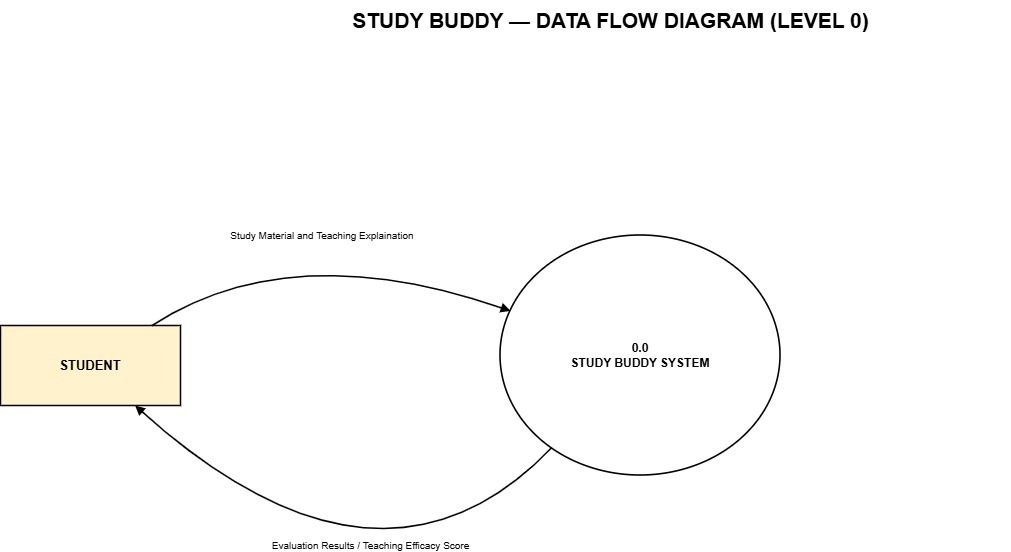 STUDY BUDDY — DATA FLOW DIAGRAM (LEVEL 0)
Study Material and Teaching Explaination
STUDENT
0.0
STUDY BUDDY SYSTEM
Evaluation Results / Teaching Efficacy Score